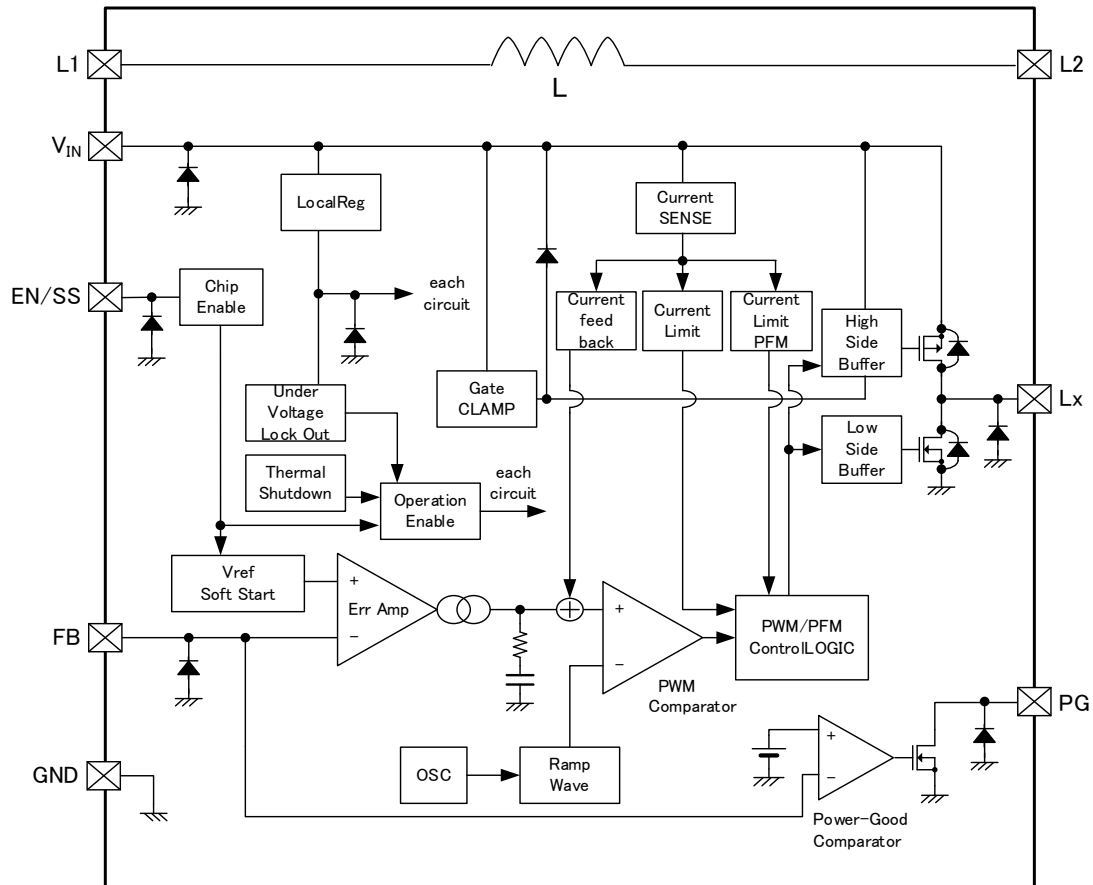 L1
L
L2
VIN
LocalReg
Current
SENSE
EN/SS
Chip
Enable
each
circuit
Current
feed
back
Current
Limit
Current
Limit
PFM
High
Side
Buffer
Gate
CLAMP
Under
Voltage
Lock Out
Lx
Low
Side
Buffer
Thermal
Shutdown
Operation
Enable
each
circuit
Vref
Soft Start
+
Err Amp
−
+
−
PWM
Comparator
PWM/PFM
ControlLOGIC
FB
PG
GND
OSC
Ramp
Wave
+
−
Power-Good
Comparator